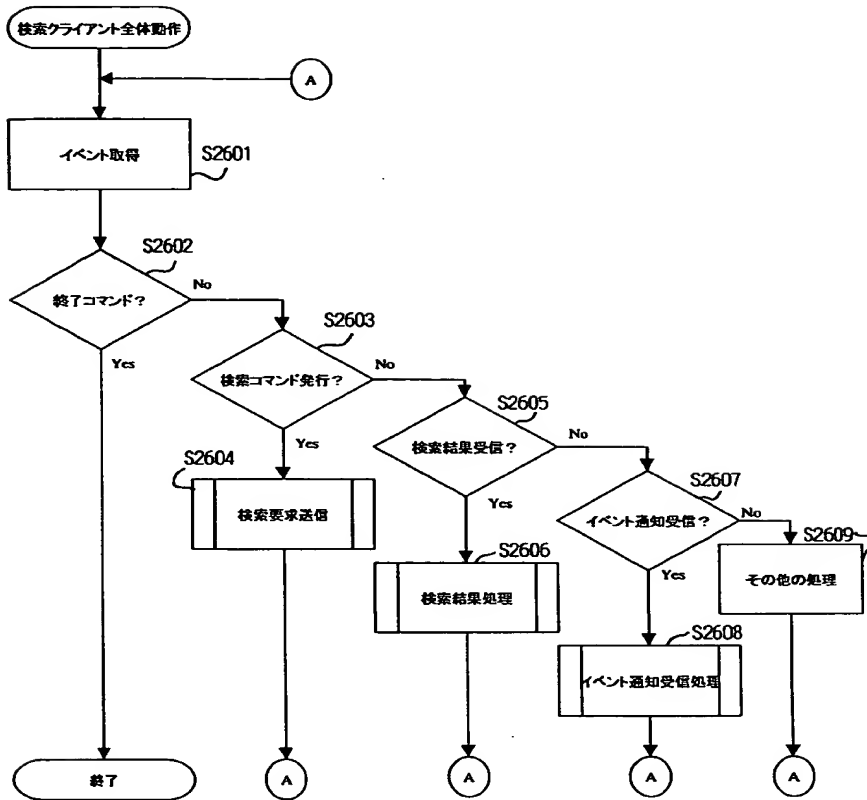 検索クライアント全体動作
A
イベント取得
S2601
S2602
終了コマンド？
No
Yes
S2603
検索コマンド発行？
No
Yes
S2604
検索要求送信
S2605
検索結果受信？
No
Yes
S2606
検索結果処理
S2607
イベント通知受信？
No
Yes
S2609
その他の処理
S2608
イベント通知受信処理
終了
A
A
A
A